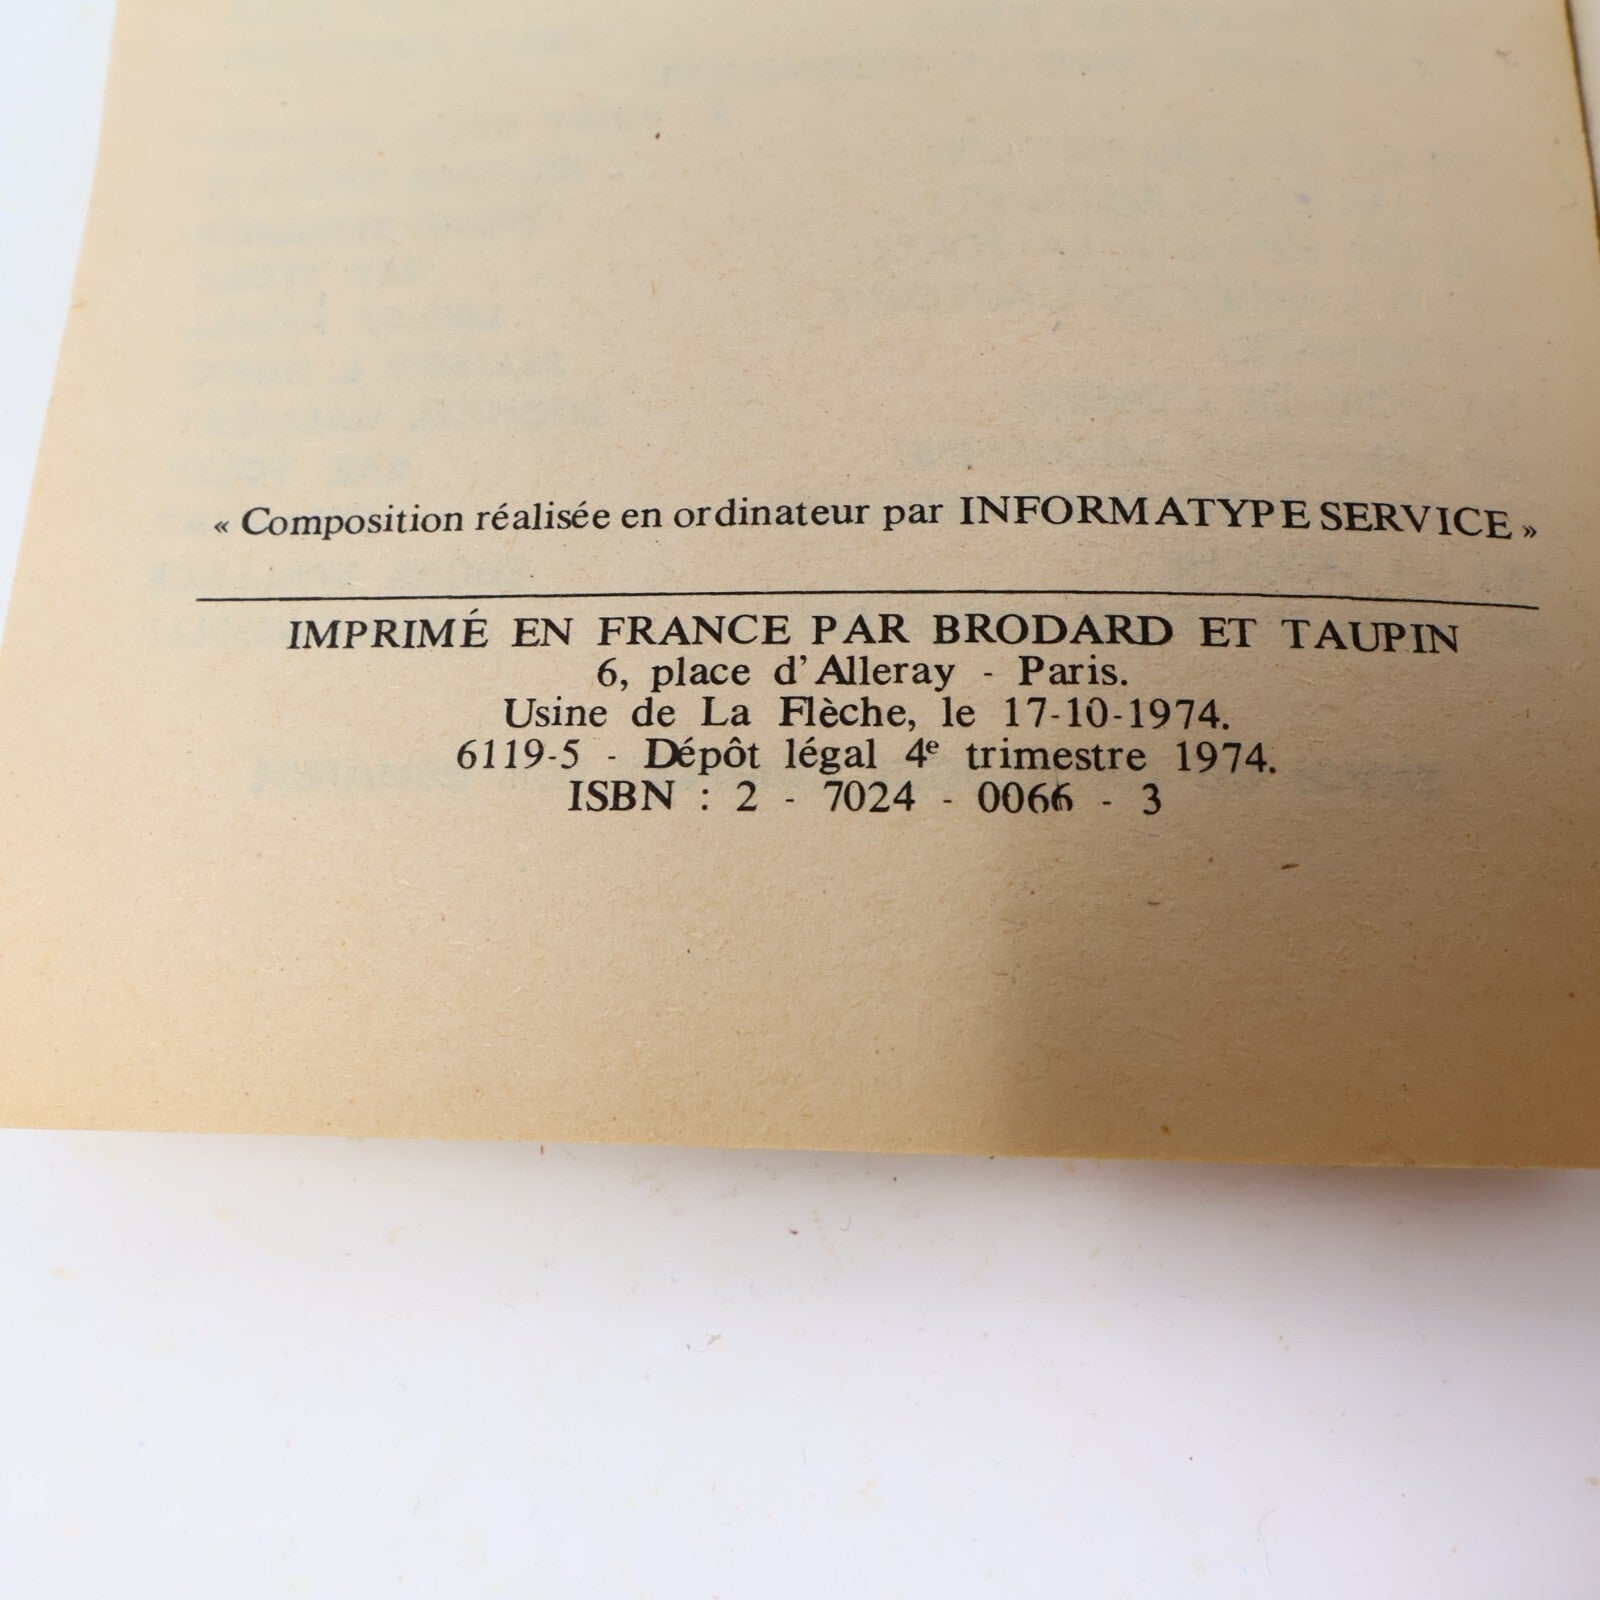 « Composition réalisée en ordinateur par INFORMATYPE SERVICE »
IMPRIMÉ EN FRANCE PAR BRODARD ET TAUPIN
6, place d'Alleray - Paris.
Usine de La Flèche, le 17-10-1974.
6119-5 - Dépôt légal 4e trimestre 1974.
ISBN : 2 - 7024 - 0066 - 3